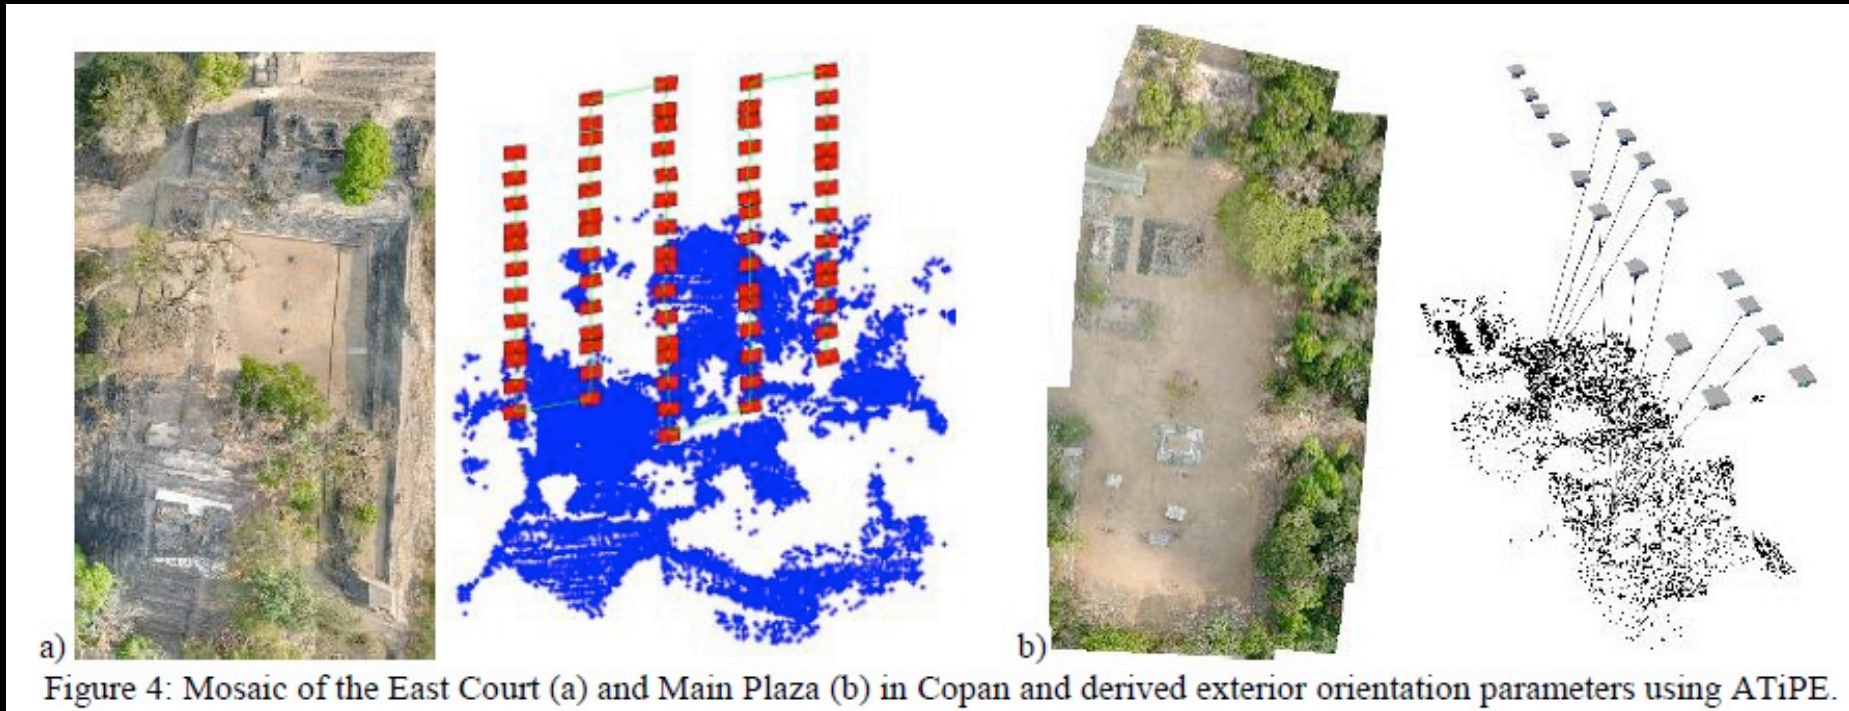 a)
b)
Figure 4: Mosaic of the East Court (a) and Main Plaza (b) in Copan and derived exterior orientation parameters using ATiPE.